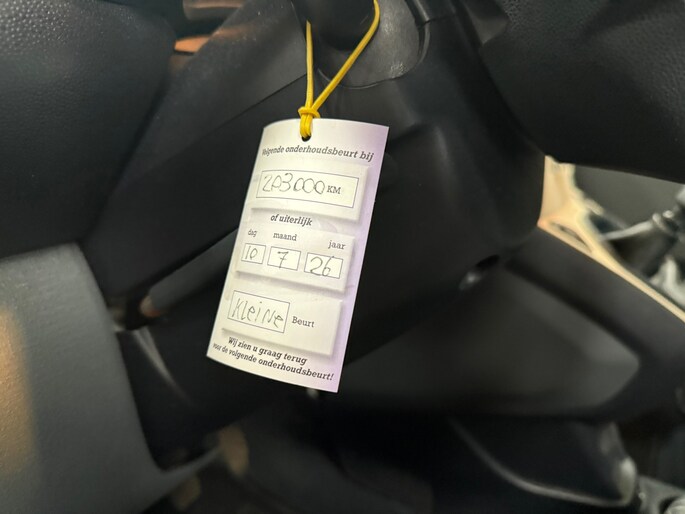 Volgende onderhoudsbeurt bij
203000 KM
of uiterlijk
dag maand jaar
10 7 26
Kleine Beurt
Wij zien u graag terug
voor de volgende onderhoudsbeurt!